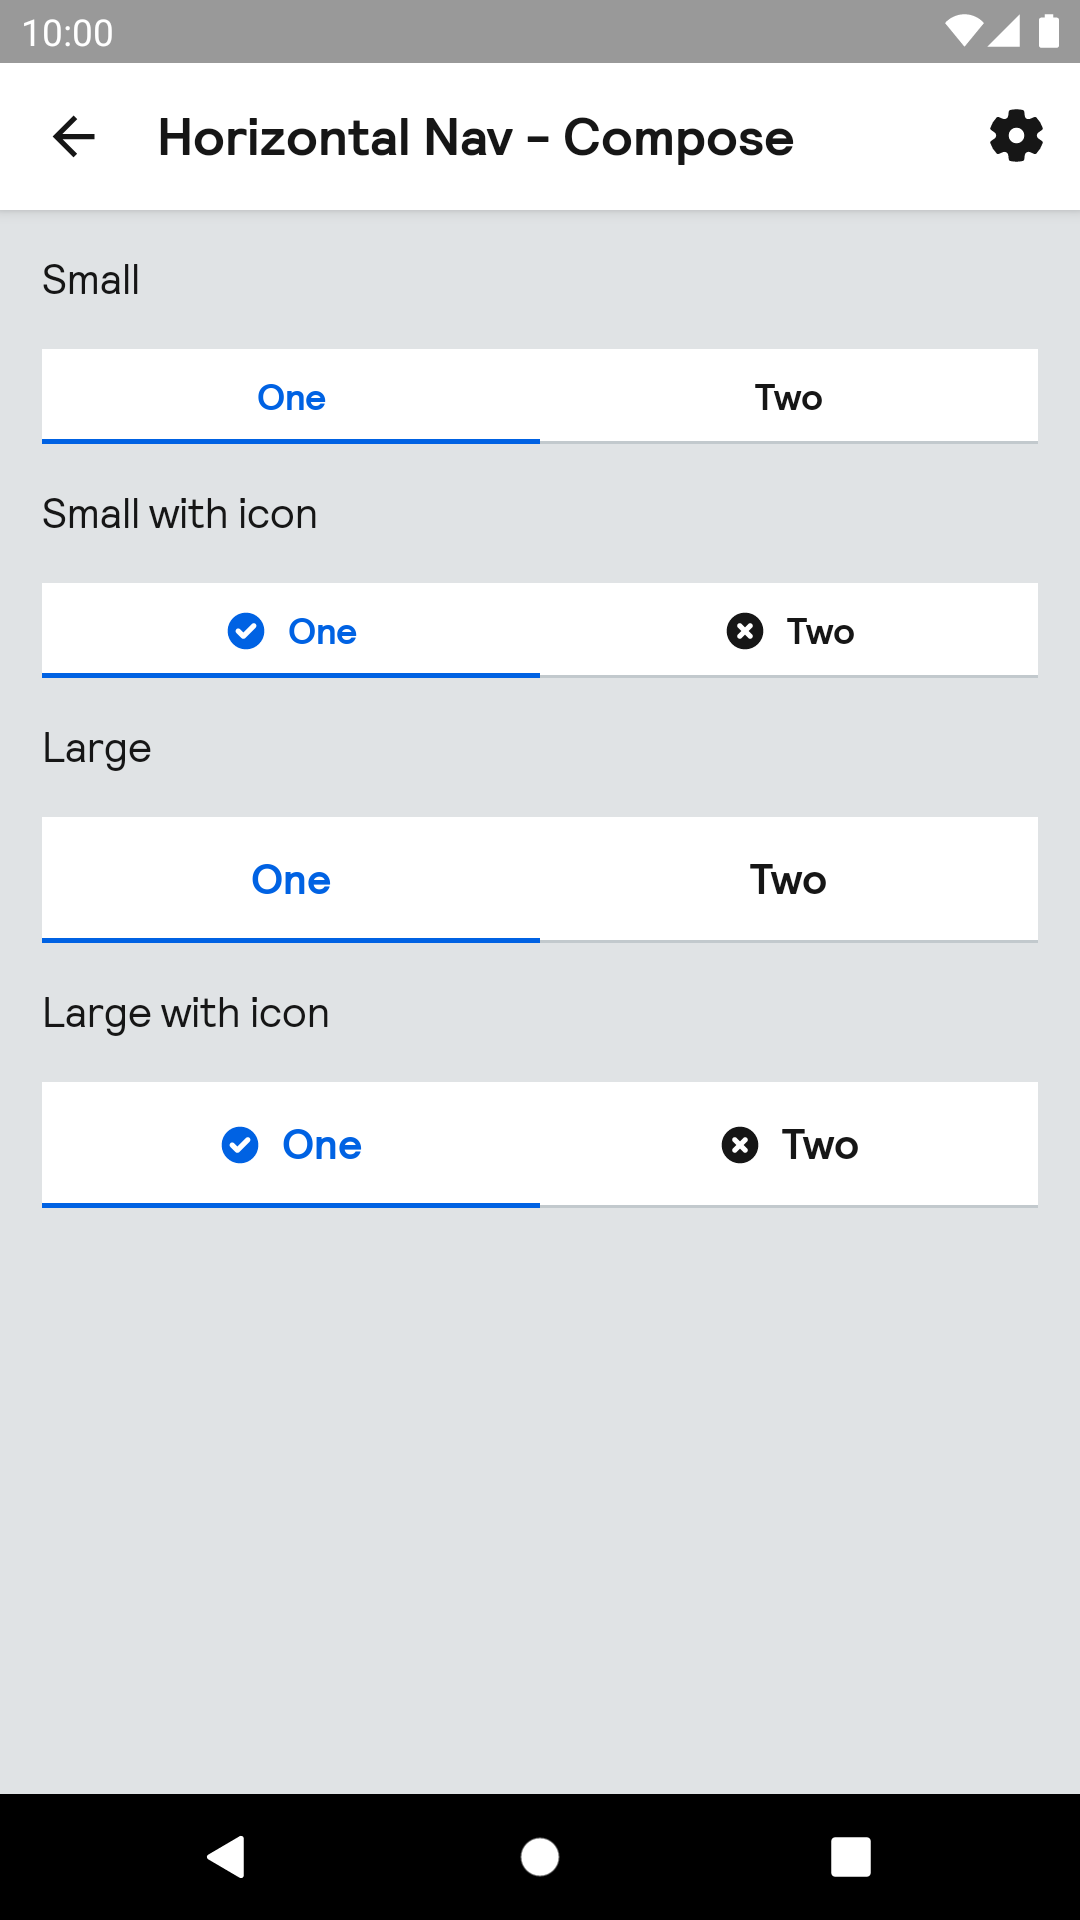 10:00
Horizontal Nav - Compose
Small
One Two
Small with icon
One Two
Large
One Two
Large with icon
One Two